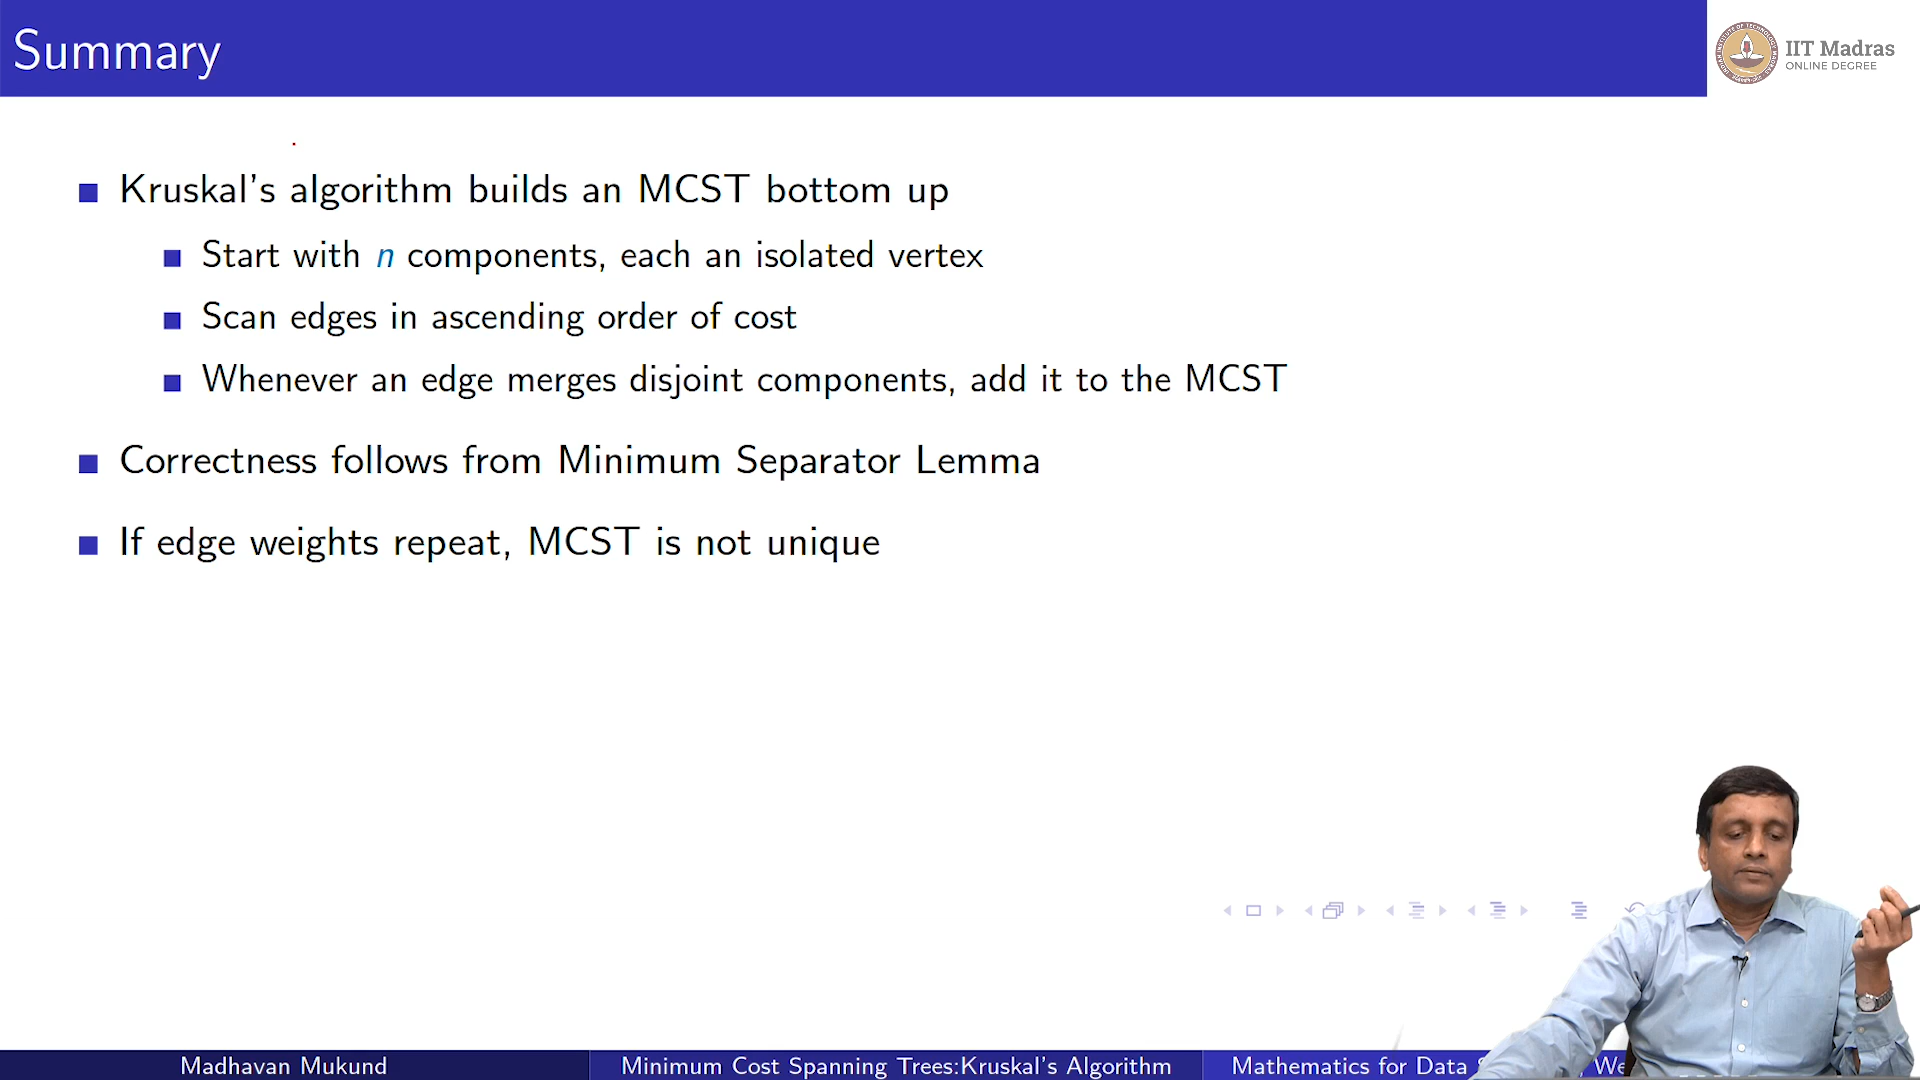 Summary
IIT Madras
ONLINE DEGREE
Kruskal's algorithm builds an MCST bottom up
Start with n components, each an isolated vertex
Scan edges in ascending order of cost
Whenever an edge merges disjoint components, add it to the MCST
Correctness follows from Minimum Separator Lemma
If edge weights repeat, MCST is not unique
Madhavan Mukund
Minimum Cost Spanning Trees:Kruskal's Algorithm
Mathematics for Data